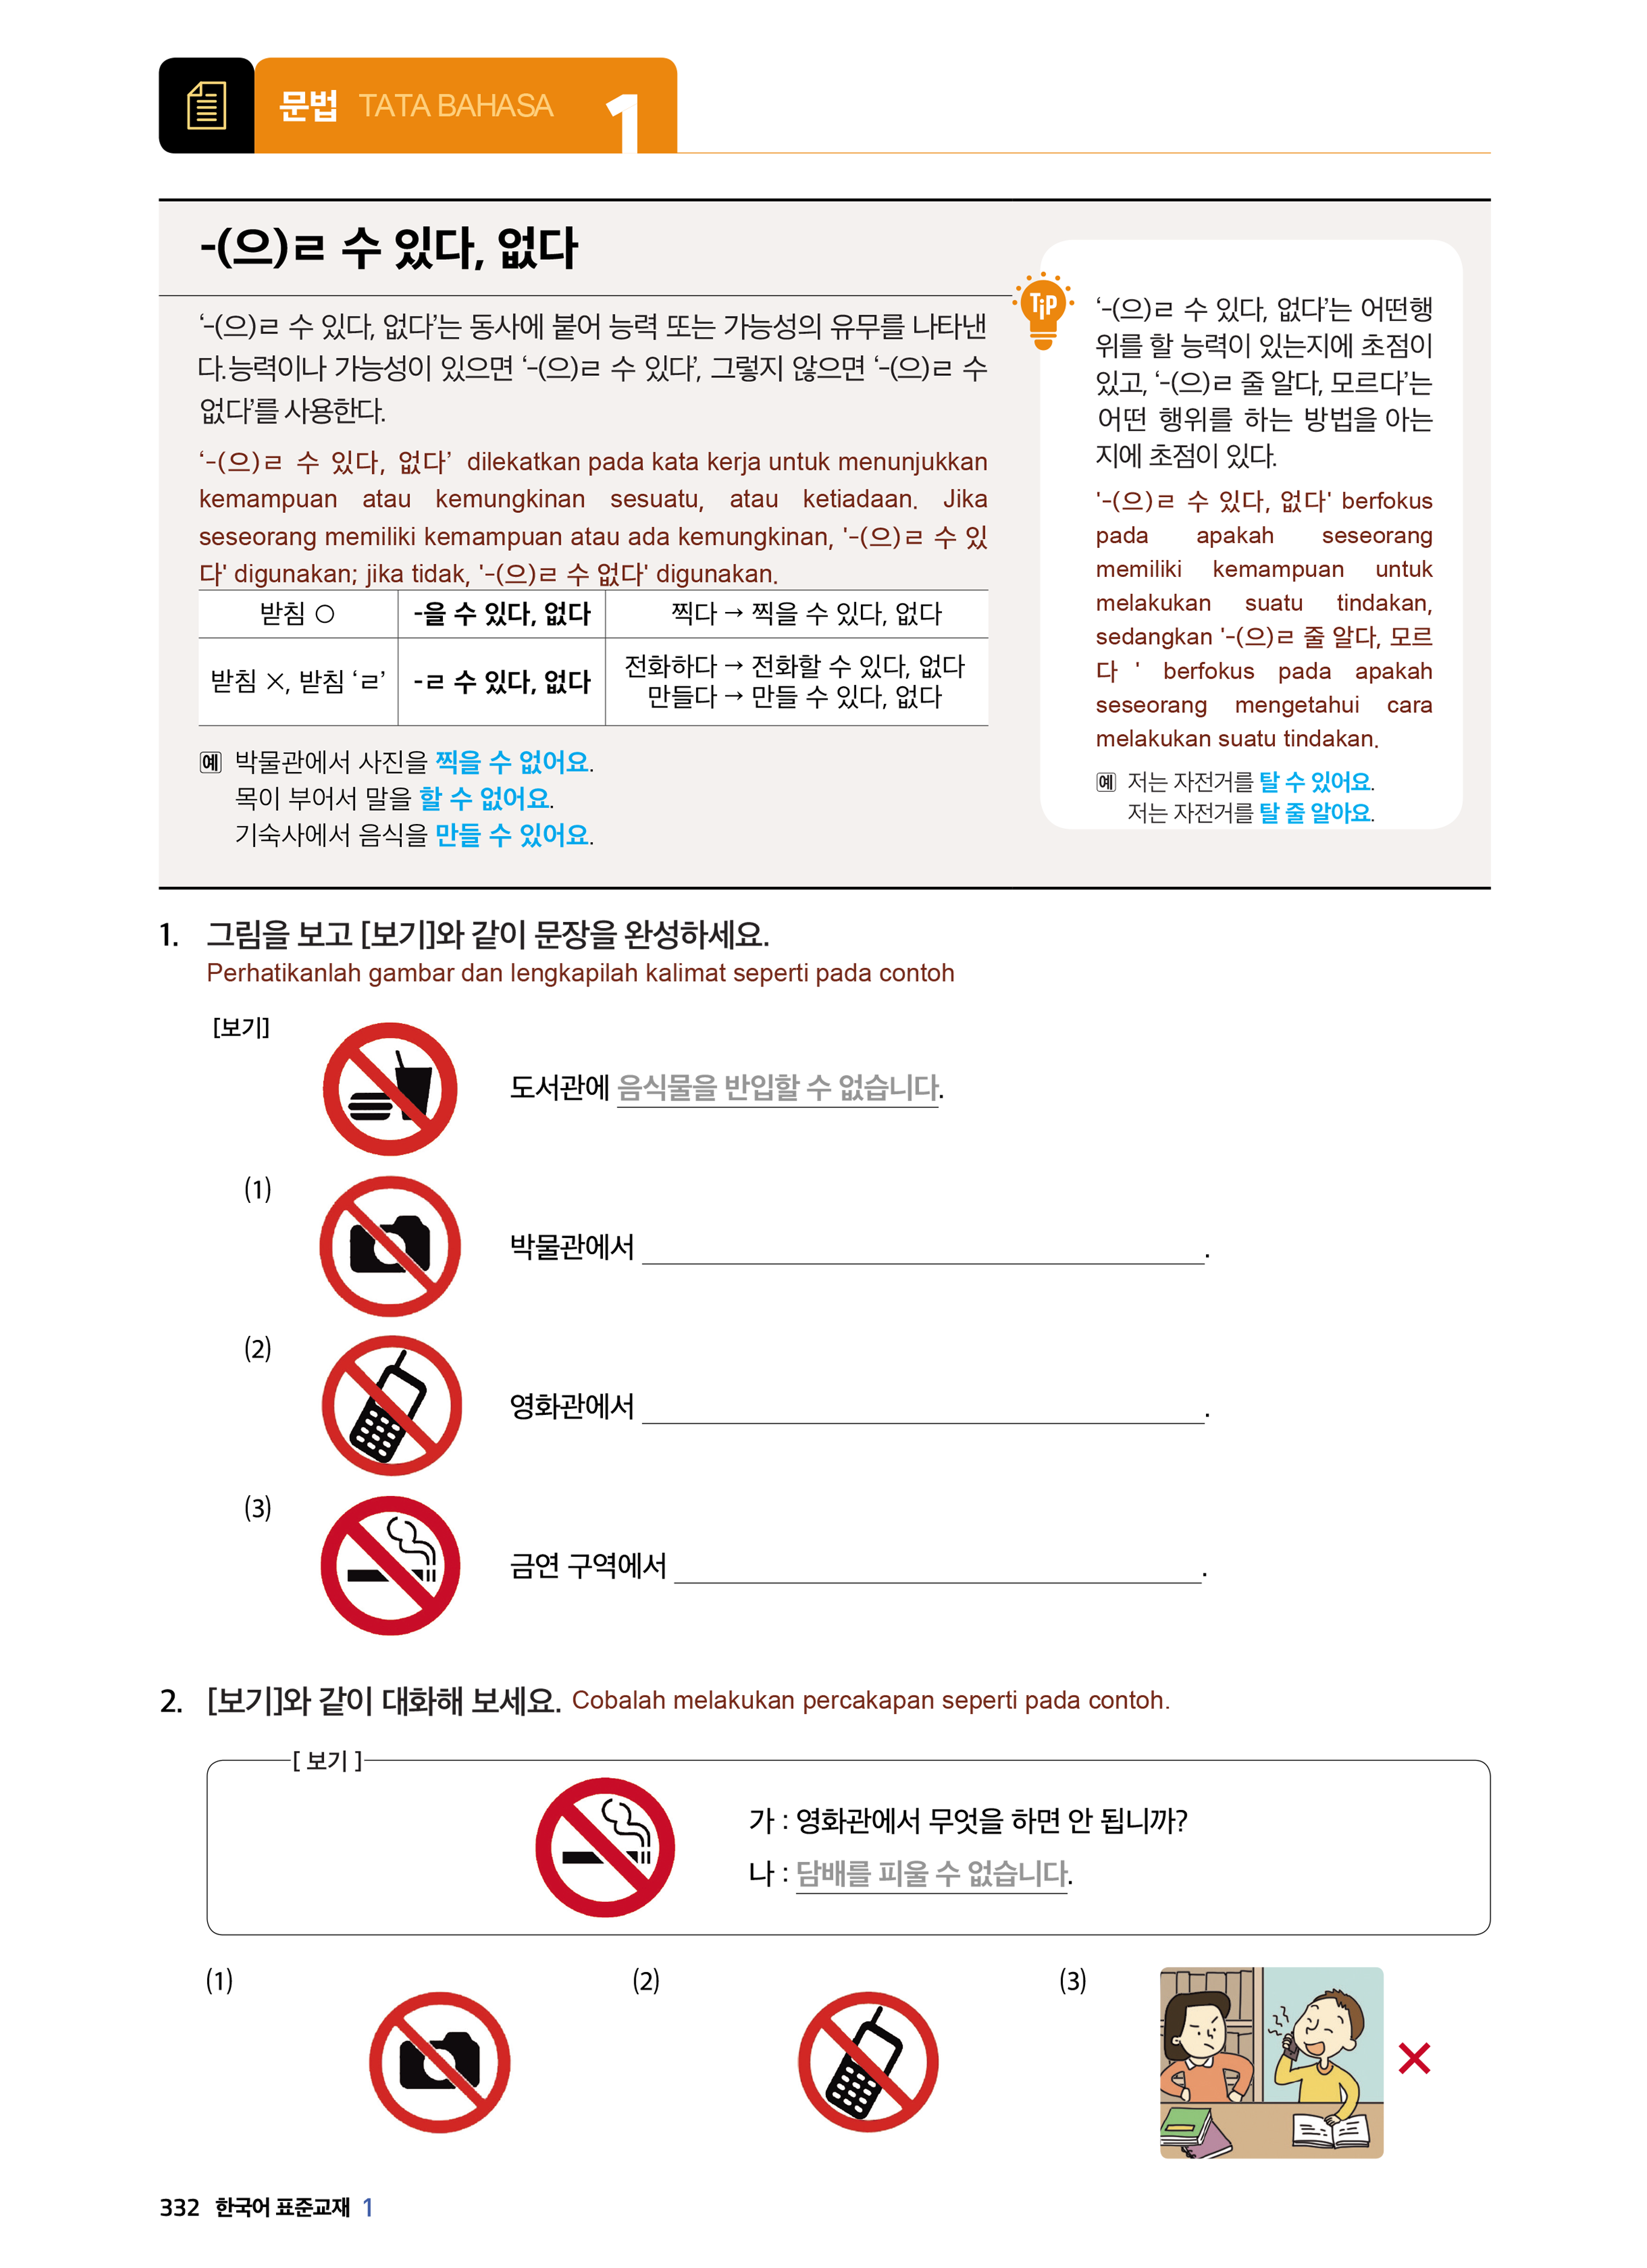 문법 TATA BAHASA 1
-(으)ㄹ 수 있다, 없다
‘-(으)ㄹ 수 있다, 없다’는 동사에 붙어 능력 또는 가능성의 유무를 나타낸
다.능력이나 가능성이 있으면 ‘-(으)ㄹ 수 있다’, 그렇지 않으면 ‘-(으)ㄹ 수
없다’를 사용한다.
‘-(으)ㄹ 수 있다, 없다’ dilekatkan pada kata kerja untuk menunjukkan
kemampuan atau kemungkinan sesuatu, atau ketiadaan. Jika
seseorang memiliki kemampuan atau ada kemungkinan, '-(으)ㄹ 수 있
다' digunakan; jika tidak, '-(으)ㄹ 수 없다' digunakan.
받침 ○ -을 수 있다, 없다 찍다 → 찍을 수 있다, 없다
받침 ×, 받침 ‘ㄹ’ -ㄹ 수 있다, 없다 전화하다 → 전화할 수 있다, 없다
만들다 → 만들 수 있다, 없다
예 박물관에서 사진을 찍을 수 없어요.
목이 부어서 말을 할 수 없어요.
기숙사에서 음식을 만들 수 있어요.
Tip
‘-(으)ㄹ 수 있다, 없다’는 어떤행
위를 할 능력이 있는지에 초점이
있고, ‘-(으)ㄹ 줄 알다, 모르다’는
어떤 행위를 하는 방법을 아는
지에 초점이 있다.
'-(으)ㄹ 수 있다, 없다' berfokus
pada apakah seseorang
memiliki kemampuan untuk
melakukan suatu tindakan,
sedangkan '-(으)ㄹ 줄 알다, 모르
다 ' berfokus pada apakah
seseorang mengetahui cara
melakukan suatu tindakan.
예 저는 자전거를 탈 수 있어요.
저는 자전거를 탈 줄 알아요.
1. 그림을 보고 [보기]와 같이 문장을 완성하세요.
Perhatikanlah gambar dan lengkapilah kalimat seperti pada contoh
[보기]
도서관에 음식물을 반입할 수 없습니다.
(1)
박물관에서 .
(2)
영화관에서 .
(3)
금연 구역에서 .
2. [보기]와 같이 대화해 보세요. Cobalah melakukan percakapan seperti pada contoh.
[ 보기 ]
가 : 영화관에서 무엇을 하면 안 됩니까?
나 : 담배를 피울 수 없습니다.
(1) (2) (3)
332 한국어 표준교재 1